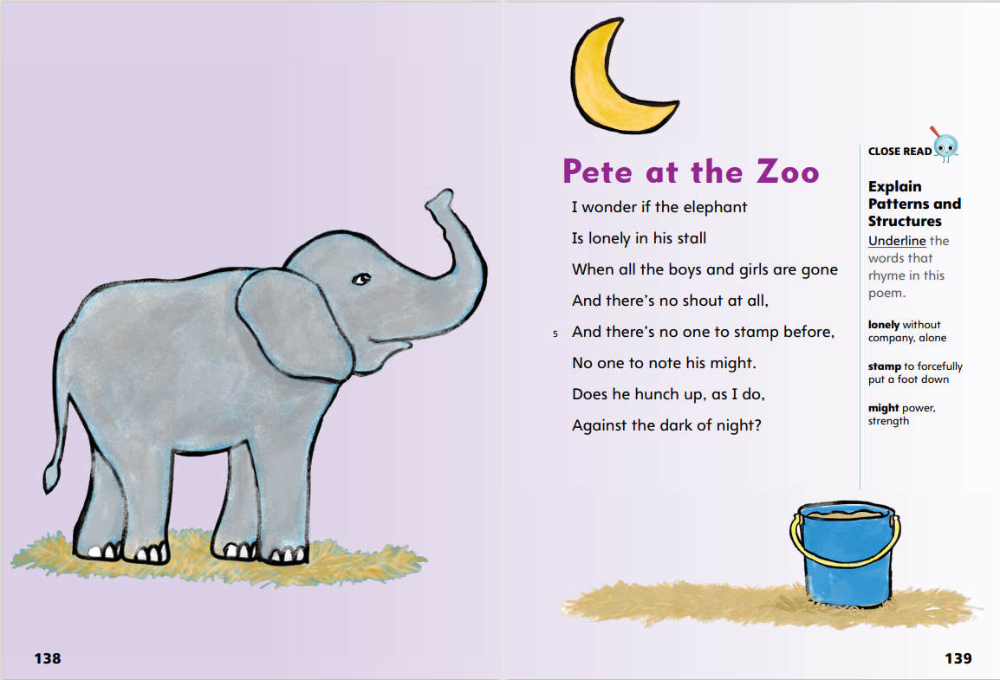 Pete at the Zoo
I wonder if the elephant
Is lonely in his stall
When all the boys and girls are gone
And there's no shout at all,
5 And there's no one to stamp before,
No one to note his might.
Does he hunch up, as I do,
Against the dark of night?
CLOSE READ
Explain
Patterns and
Structures
Underline the
words that
rhyme in this
poem.
lonely without
company, alone
stamp to forcefully
put a foot down
might power,
strength
138
139